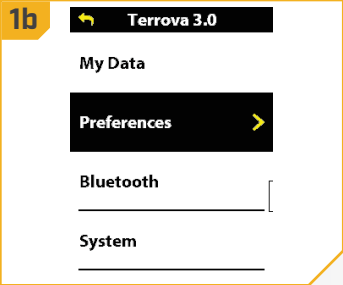 1b
Terrova 3.0
My Data
Preferences
Bluetooth
System